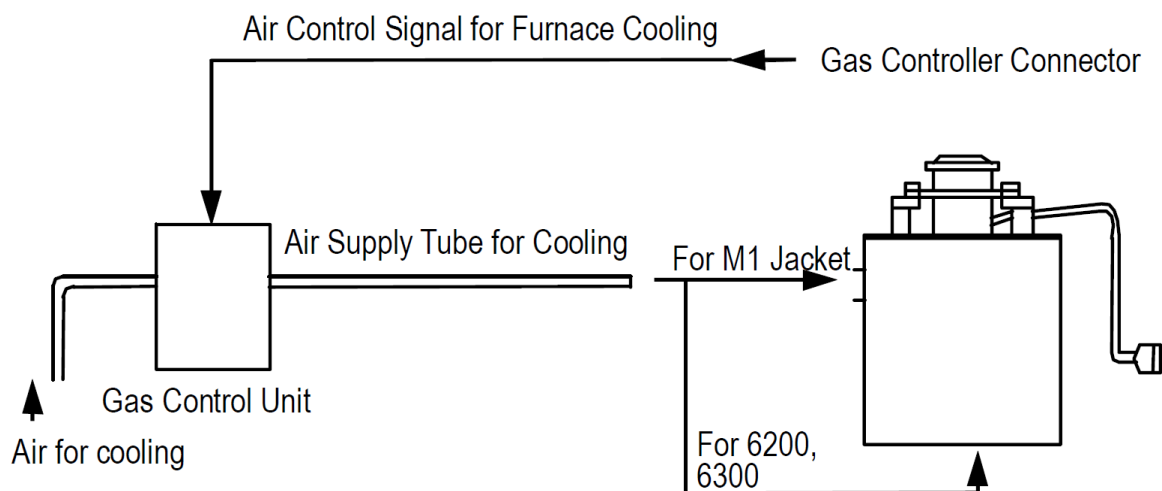 Air Control Signal for Furnace Cooling
Gas Controller Connector
Air Supply Tube for Cooling
For M1 Jacket
Gas Control Unit
Air for cooling
For 6200,
6300